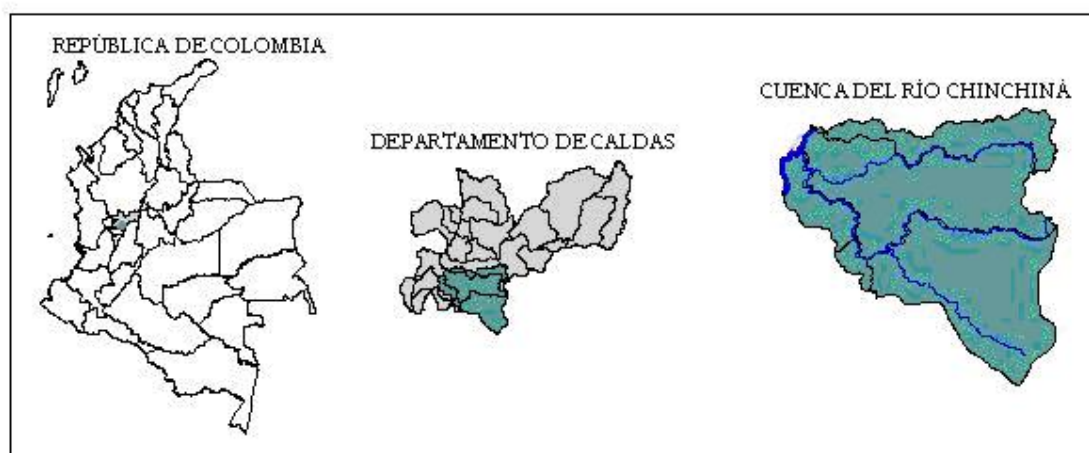 REPÚBLICA DE COLOMBIA
DEPARTAMENTO DE CALDAS
CUENCA DEL RÍO CHINCHINÁ